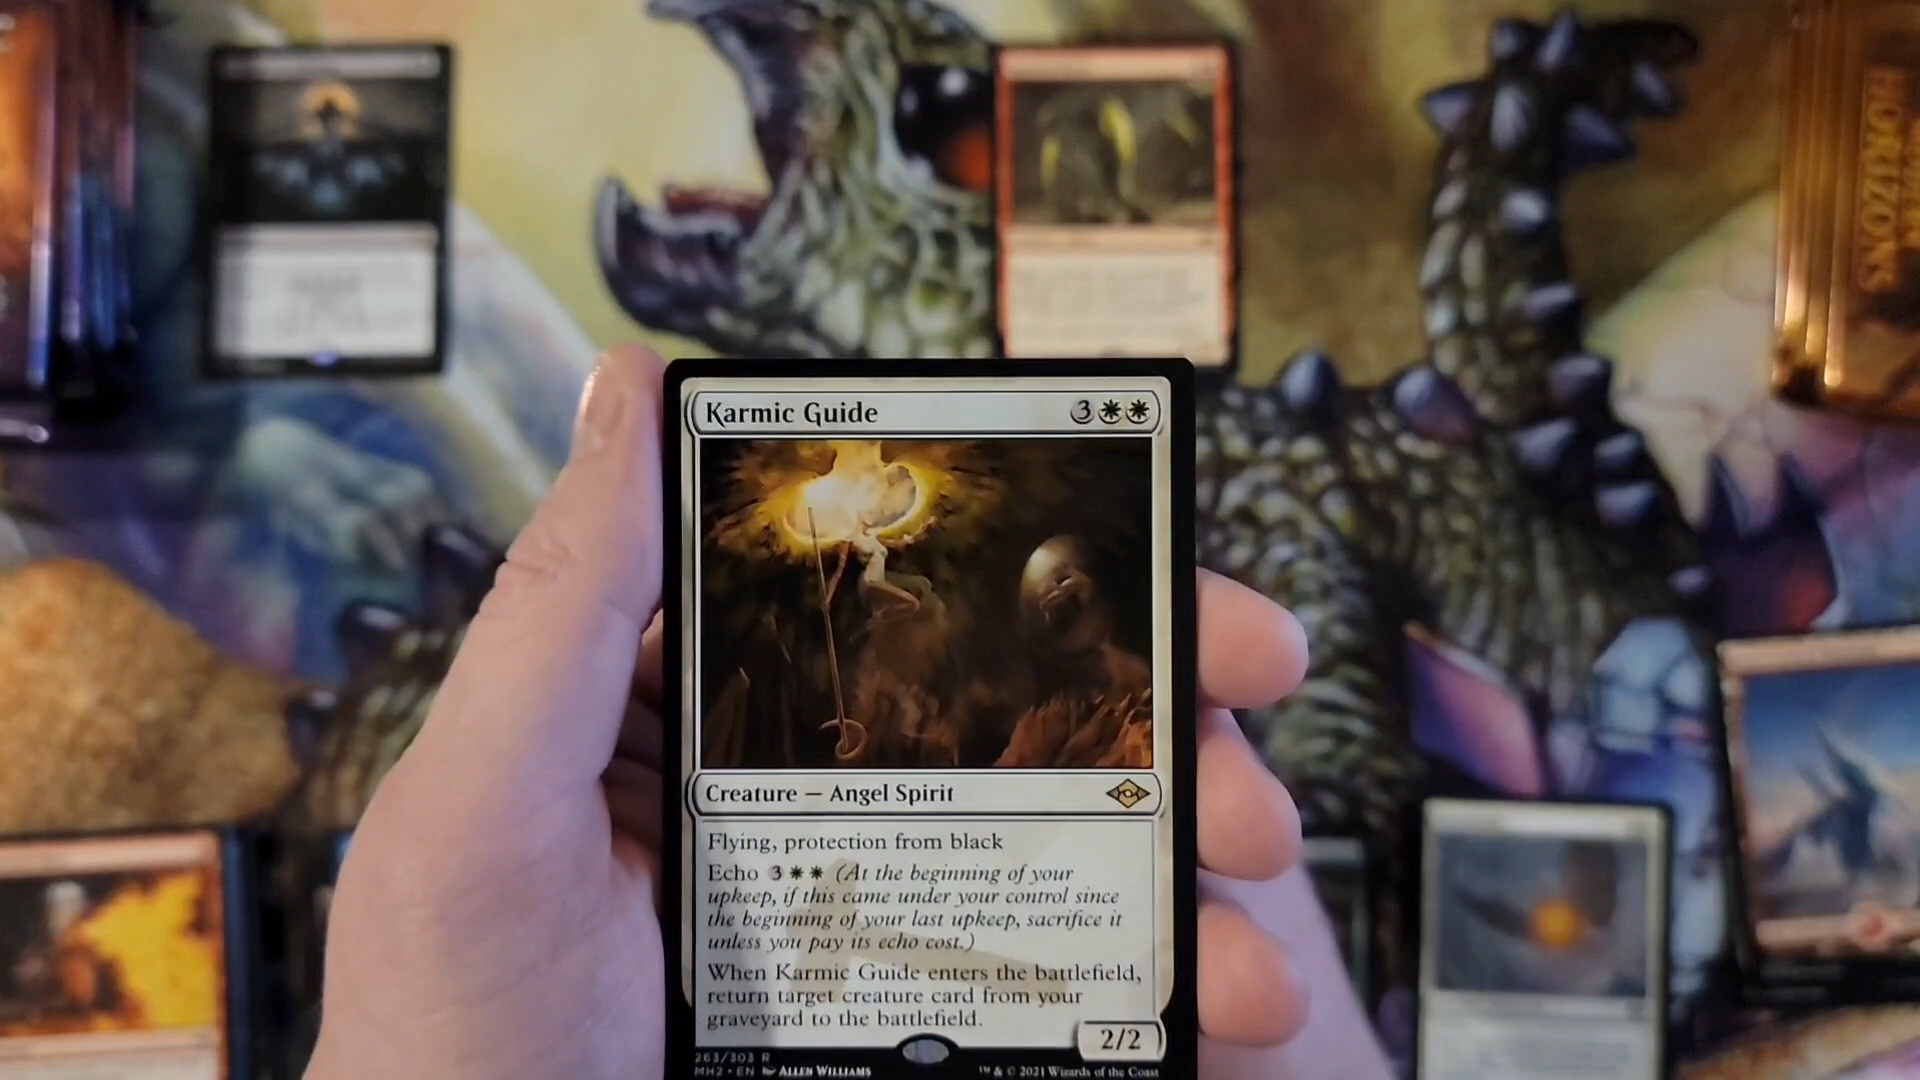 HORIZONS
Karmic Guide 3
Creature — Angel Spirit
Flying, protection from black
Echo 3 (At the beginning of your
upkeep, if this came under your control since
the beginning of your last upkeep, sacrifice it
unless you pay its echo cost.)
When Karmic Guide enters the battlefield,
return target creature card from your
graveyard to the battlefield.
2/2
263/303 R
MH2 • EN ALLEN WILLIAMS
™ & © 2021 Wizards of the Coast